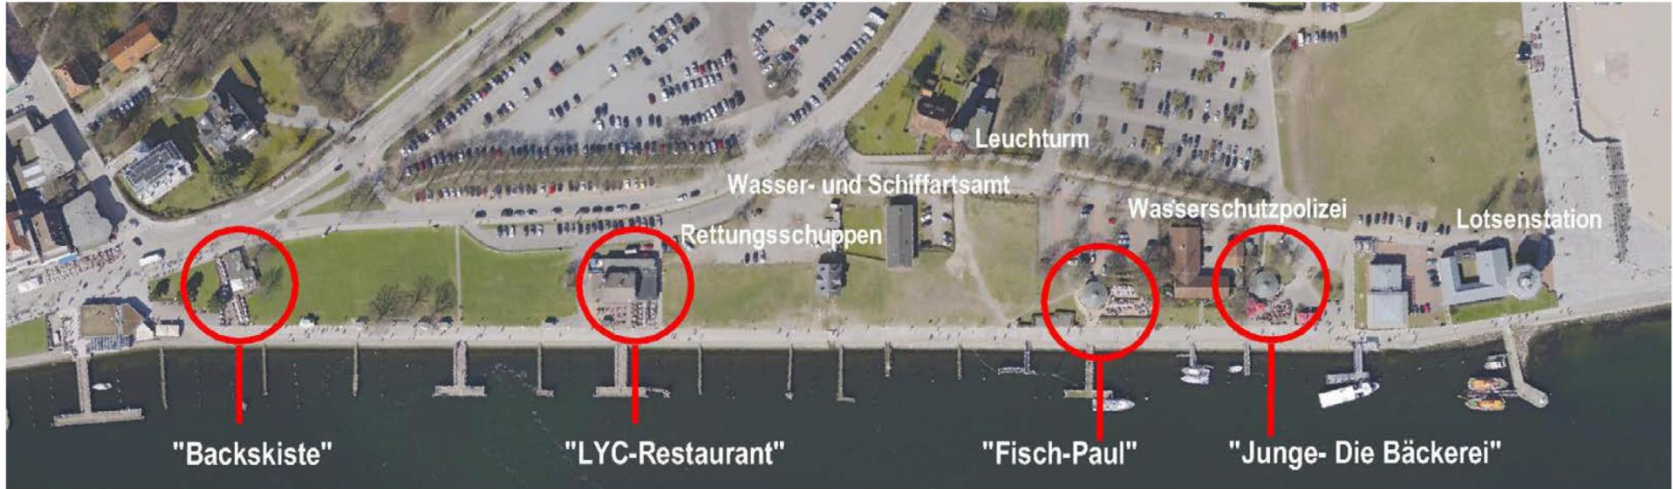 Leuchturm
Wasser- und Schiffartsamt
Wasserschutzpolizei
Lotsenstation
Rettungsschuppen
"Backskiste"
"LYC-Restaurant"
"Fisch-Paul"
"Junge- Die Bäckerei"